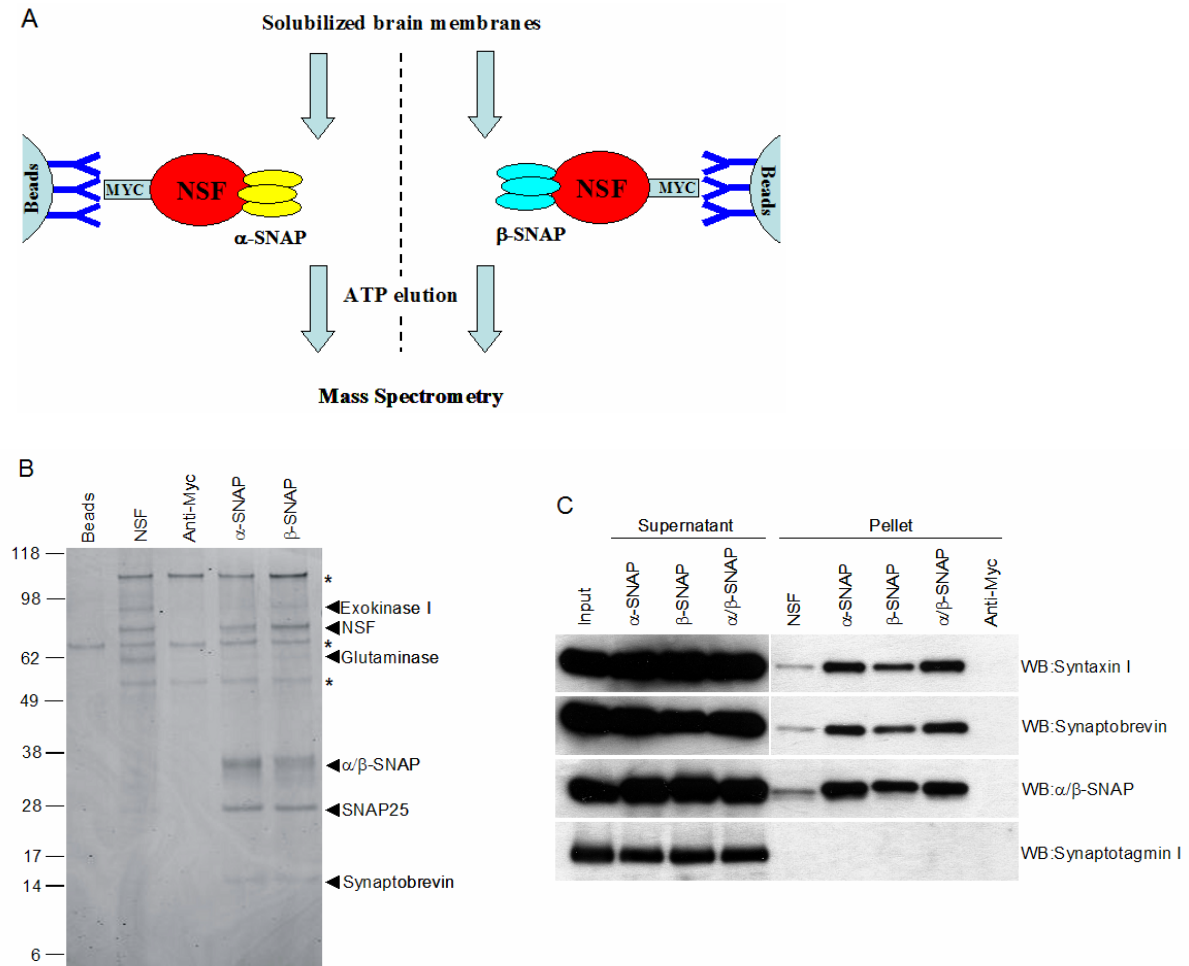 A
Solubilized brain membranes
Beads
MYC
NSF
α-SNAP
β-SNAP
NSF
MYC
Beads
ATP elution
Mass Spectrometry
B
Beads
NSF
Anti-Myc
α-SNAP
β-SNAP
118
98
62
49
38
28
17
14
6
*
Exokinase I
NSF
*
Glutaminase
*
α/β-SNAP
SNAP25
Synaptobrevin
C
Supernatant
Pellet
Input
α-SNAP
β-SNAP
α/β-SNAP
NSF
α-SNAP
β-SNAP
α/β-SNAP
Anti-Myc
WB:Syntaxin I
WB:Synaptobrevin
WB:α/β-SNAP
WB:Synaptotagmin I